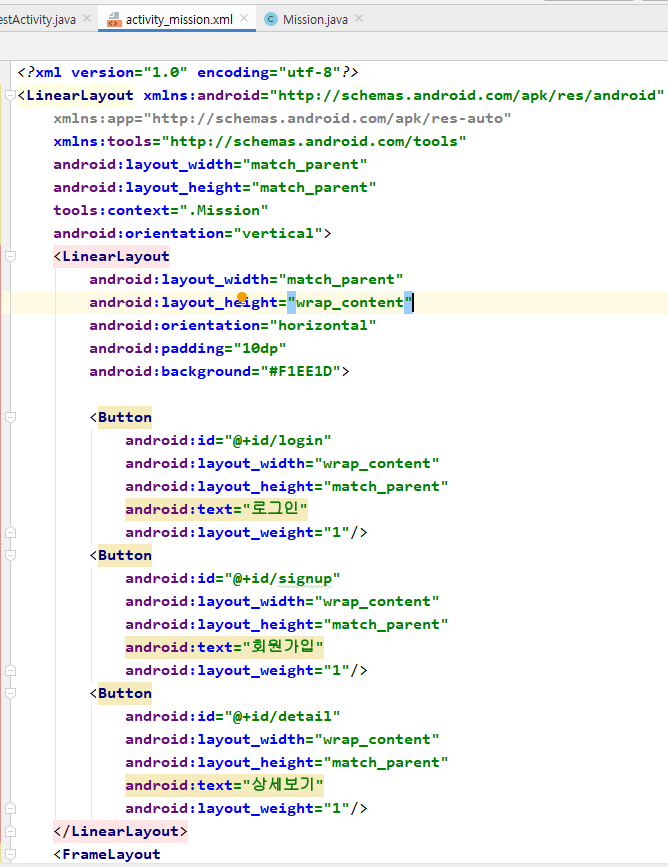 estActivity.java
activity_mission.xml
Mission.java
<?xml version="1.0" encoding="utf-8"?>
<LinearLayout xmlns:android="http://schemas.android.com/apk/res/android"
    xmlns:app="http://schemas.android.com/apk/res-auto"
    xmlns:tools="http://schemas.android.com/tools"
    android:layout_width="match_parent"
    android:layout_height="match_parent"
    tools:context=".Mission"
    android:orientation="vertical">
    <LinearLayout
        android:layout_width="match_parent"
        android:layout_height="wrap_content"
        android:orientation="horizontal"
        android:padding="10dp"
        android:background="#F1EE1D">
        <Button
            android:id="@+id/login"
            android:layout_width="wrap_content"
            android:layout_height="match_parent"
            android:text="로그인"
            android:layout_weight="1"/>
        <Button
            android:id="@+id/signup"
            android:layout_width="wrap_content"
            android:layout_height="match_parent"
            android:text="회원가입"
            android:layout_weight="1"/>
        <Button
            android:id="@+id/detail"
            android:layout_width="wrap_content"
            android:layout_height="match_parent"
            android:text="상세보기"
            android:layout_weight="1"/>
    </LinearLayout>
    <FrameLayout